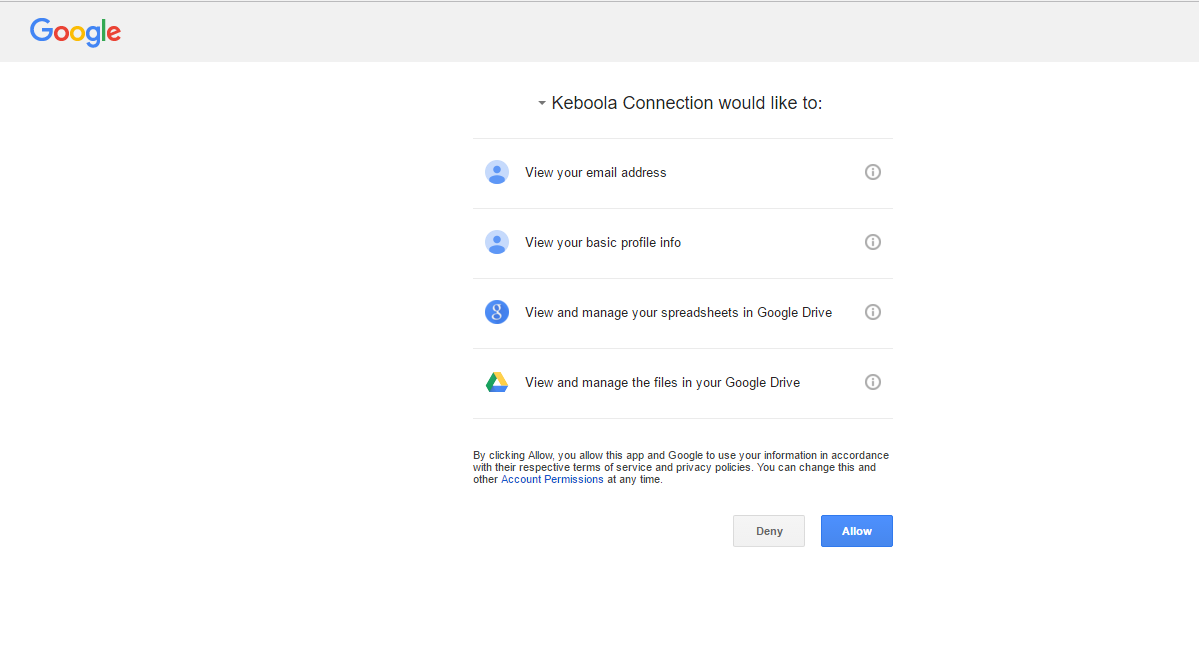 Google
Keboola Connection would like to:
View your email address
View your basic profile info
View and manage your spreadsheets in Google Drive
View and manage the files in your Google Drive
By clicking Allow, you allow this app and Google to use your information in accordance
with their respective terms of service and privacy policies. You can change this and
other Account Permissions at any time.
Deny
Allow